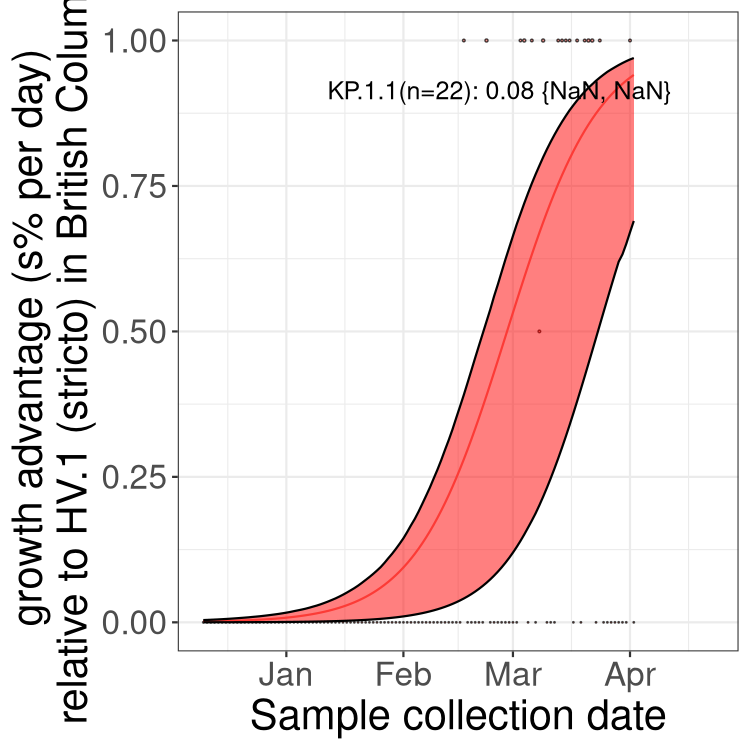 growth advantage (s% per day)
relative to HV.1 (stricto) in British Colum
1.00
0.75
0.50
0.25
0.00
KP.1.1(n=22): 0.08 {NaN, NaN}
Jan Feb Mar Apr
Sample collection date